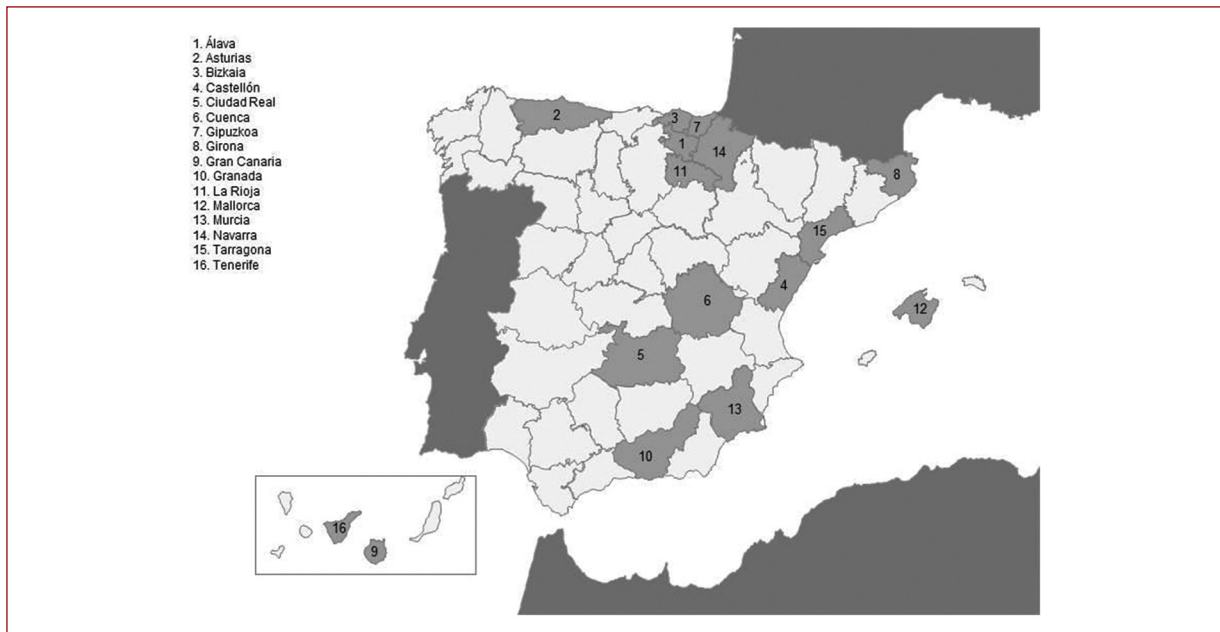 1. Álava
2. Asturias
3. Bizkaia
4. Castellón
5. Ciudad Real
6. Cuenca
7. Gipuzkoa
8. Girona
9. Gran Canaria
10. Granada
11. La Rioja
12. Mallorca
13. Murcia
14. Navarra
15. Tarragona
16. Tenerife
2
3
7
1
14
11
8
15
4
6
12
5
13
10
16
9